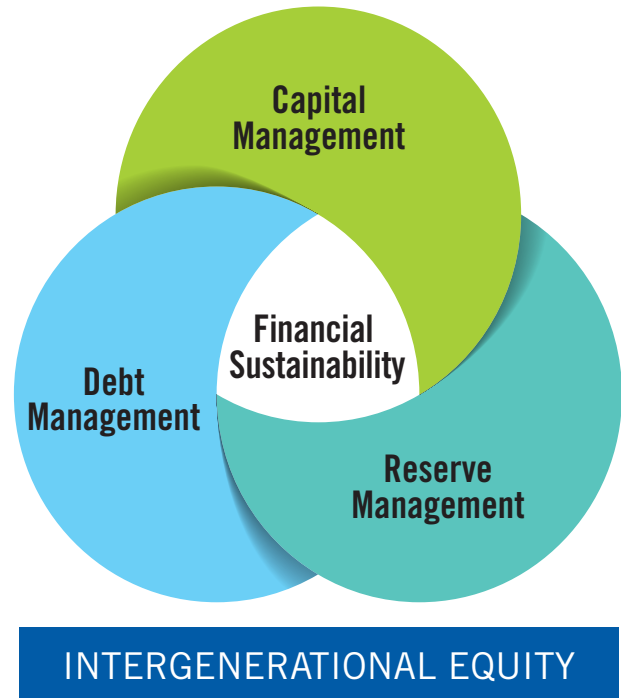 Capital
Management
Financial
Sustainability
Debt
Management
Reserve
Management
INTERGENERATIONAL EQUITY